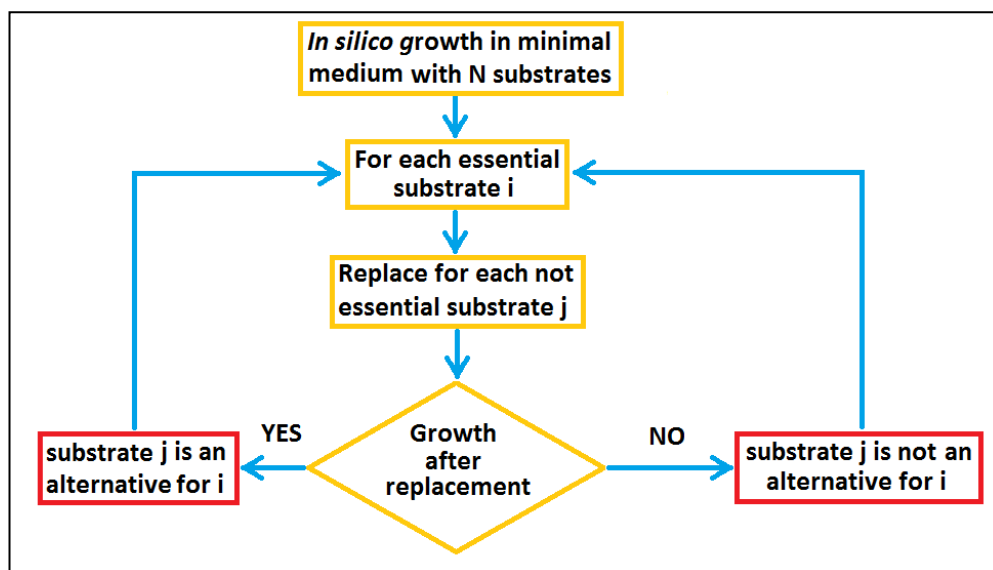 In silico growth in minimal
medium with N substrates
For each essential
substrate i
Replace for each not
essential substrate j
YES
Growth
after
replacement
NO
substrate j is an
alternative for i
substrate j is not an
alternative for i